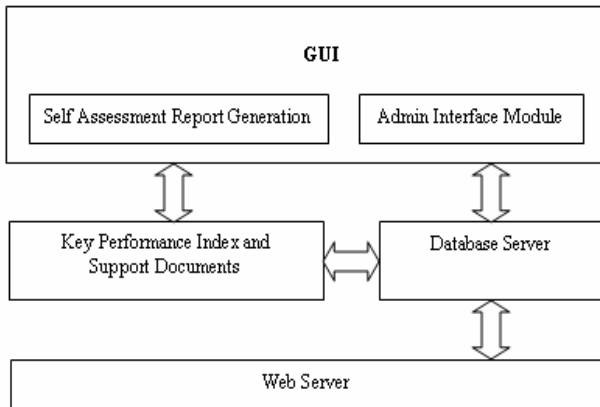 GUI
Self Assessment Report Generation
Admin Interface Module
Key Performance Index and
Support Documents
Database Server
Web Server